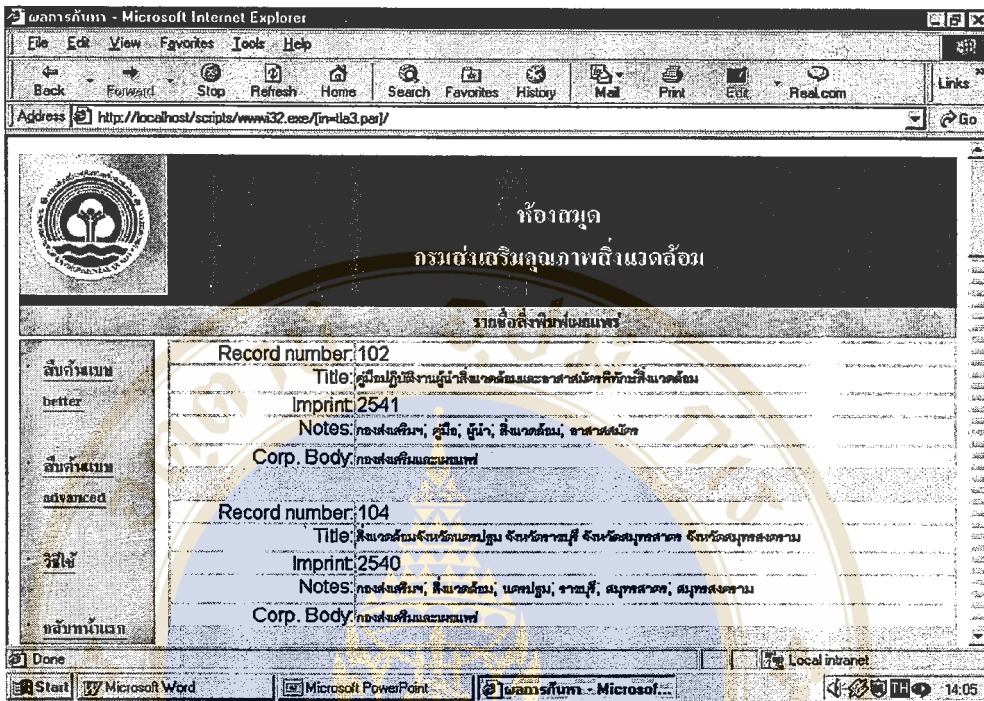 ผลการค้นหา - Microsoft Internet Explorer
File Edit View Favorites Tools Help
Back Forward Stop Refresh Home Search Favorites History Mail Print Edit Real.com Links »
Address http://localhost/scripts/wwwi32.exe/[in=tla3.par]/ Go
ห้องสมุด
กรมส่งเสริมคุณภาพสิ่งแวดล้อม
รายชื่อสิ่งพิมพ์เผยแพร่
สืบค้นแบบ
better
สืบค้นแบบ
advanced
วิธีใช้
กลับหน้าแรก
Record number: 102
Title: คู่มือปฏิบัติงานผู้นำสิ่งแวดล้อมและอาสาสมัครพิทักษ์สิ่งแวดล้อม
Imprint: 2541
Notes: กองส่งเสริมฯ; คู่มือ; ผู้นำ; สิ่งแวดล้อม; อาสาสมัคร
Corp. Body: กองส่งเสริมและเผยแพร่
Record number: 104
Title: สิ่งแวดล้อมจังหวัดนครปฐม จังหวัดราชบุรี จังหวัดสมุทรสาคร จังหวัดสมุทรสงคราม
Imprint: 2540
Notes: กองส่งเสริมฯ; สิ่งแวดล้อม; นครปฐม; ราชบุรี; สมุทรสาคร; สมุทรสงคราม
Corp. Body: กองส่งเสริมและเผยแพร่
Done Local intranet
Start Microsoft Word Microsoft PowerPoint ผลการค้นหา - Microsof... TH 14:05